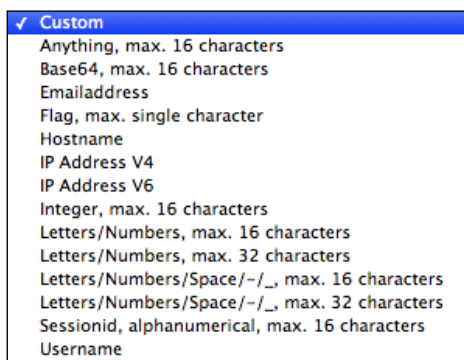 ✓ Custom
Anything, max. 16 characters
Base64, max. 16 characters
Emailaddress
Flag, max. single character
Hostname
IP Address V4
IP Address V6
Integer, max. 16 characters
Letters/Numbers, max. 16 characters
Letters/Numbers, max. 32 characters
Letters/Numbers/Space/-/_, max. 16 characters
Letters/Numbers/Space/-/_, max. 32 characters
Sessionid, alphanumerical, max. 16 characters
Username